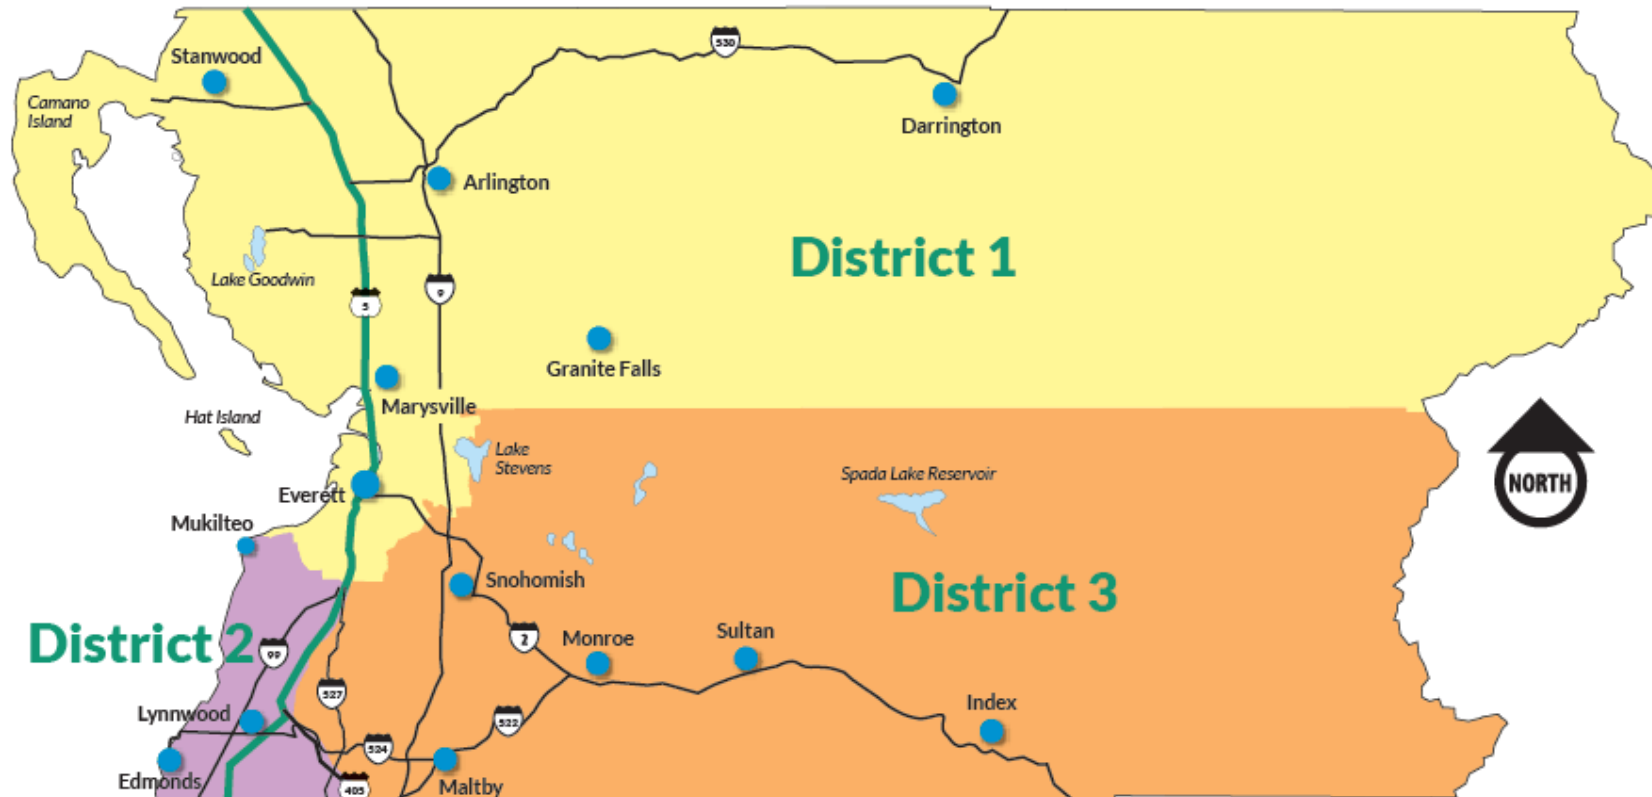 530
Stanwood
Camano
Island
Darrington
Arlington
District 1
Lake Goodwin
9
5
Granite Falls
Marysville
Hat Island
Lake
Stevens
Spada Lake Reservoir
NORTH
Everett
Mukilteo
Snohomish
District 3
District 2
99
2
Monroe
Sultan
527
Index
Lynnwood
522
524
Edmonds
405
Maltby